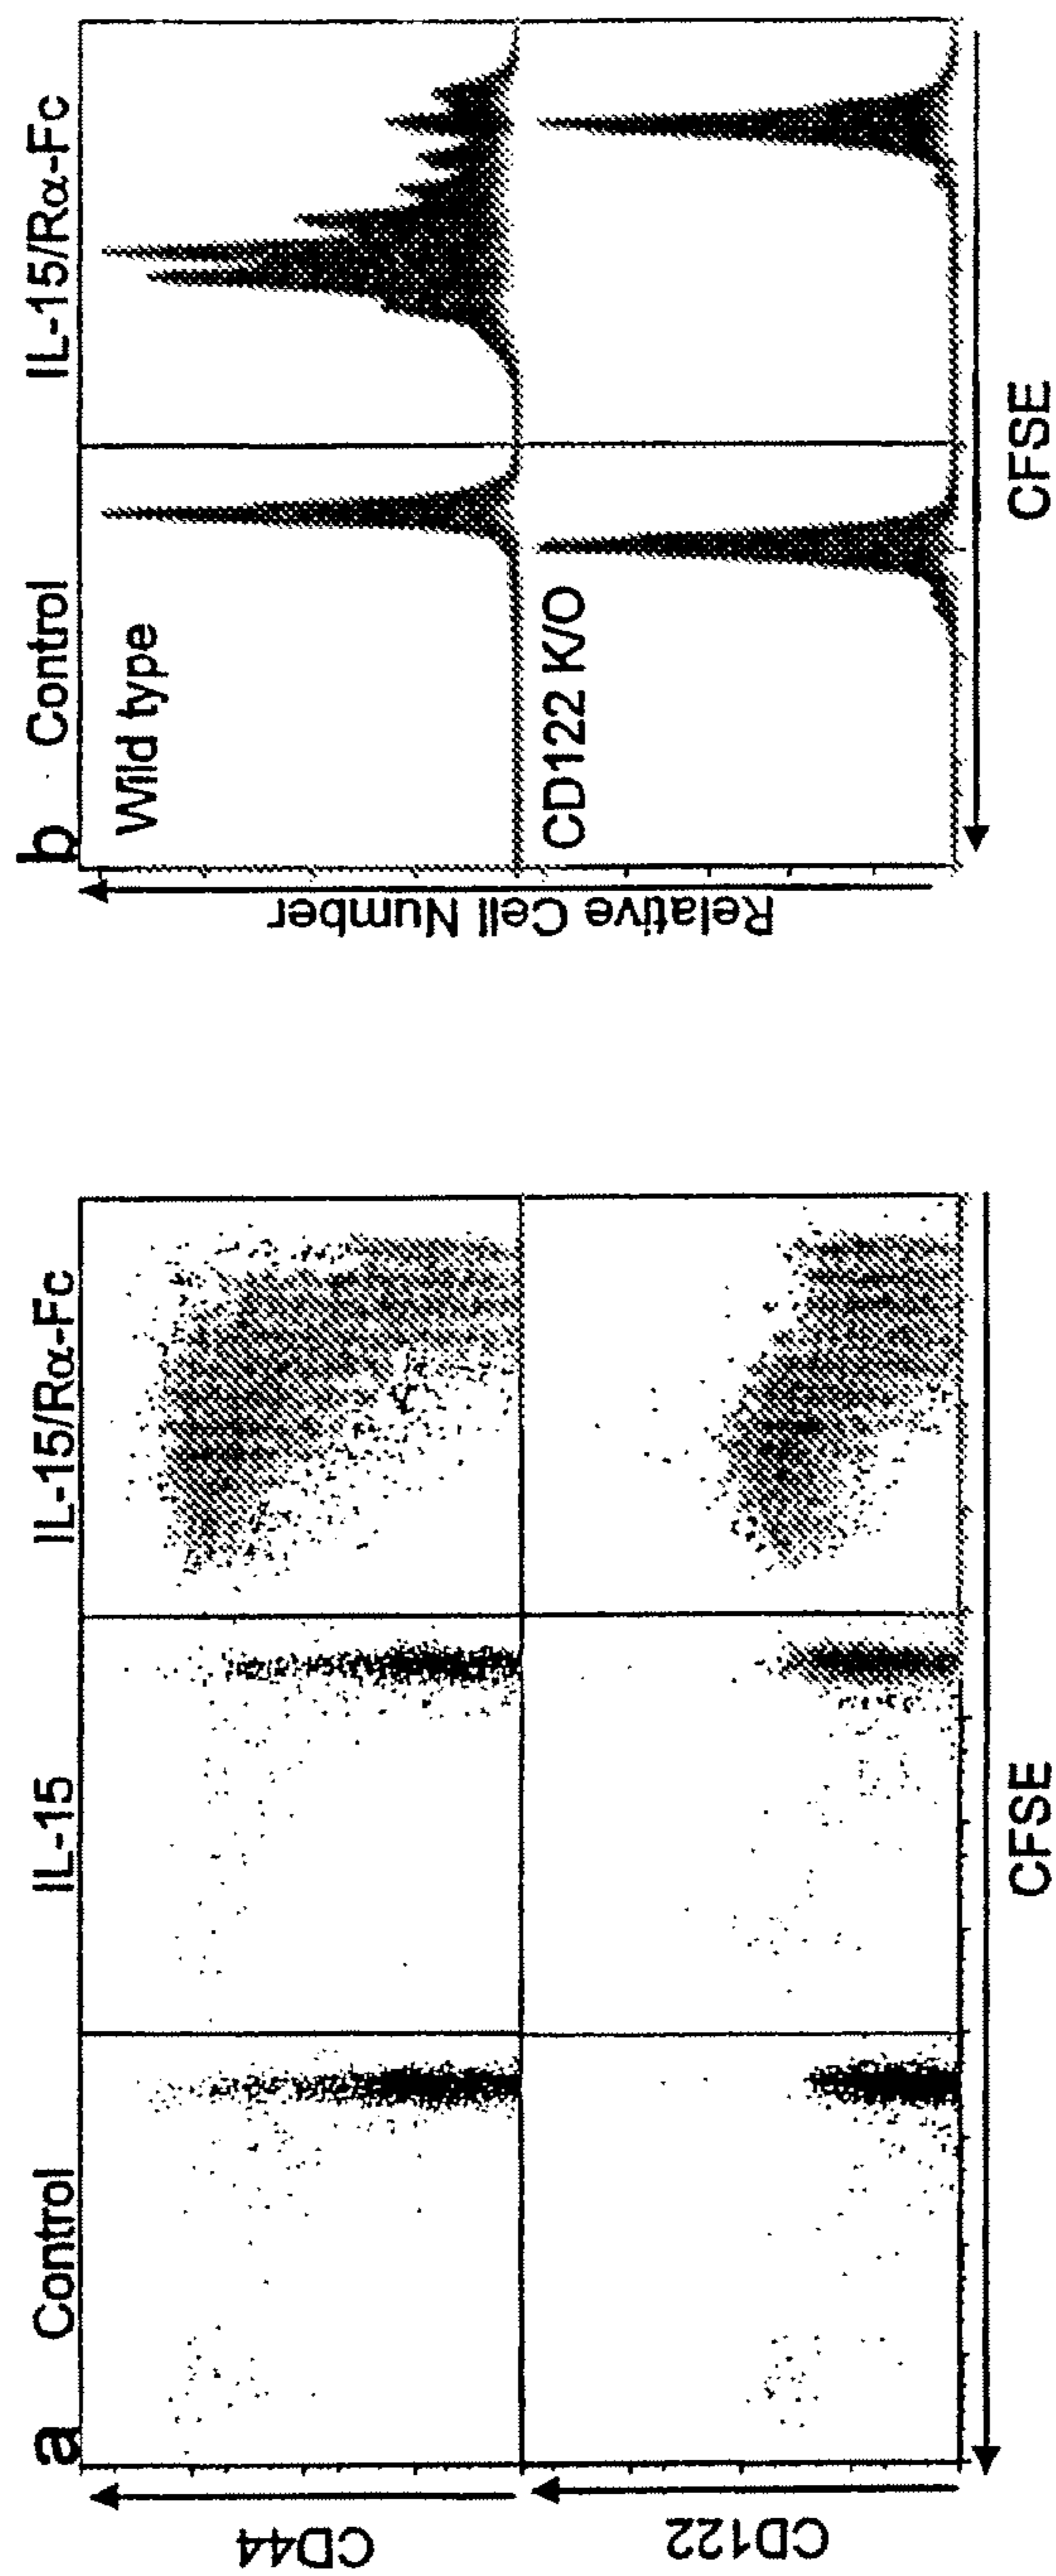 a
Control
IL-15
IL-15/Rα-Fc
CD44
CD122
CFSE
b
Control
IL-15/Rα-Fc
Wild type
CD122 K/O
Relative Cell Number
CFSE